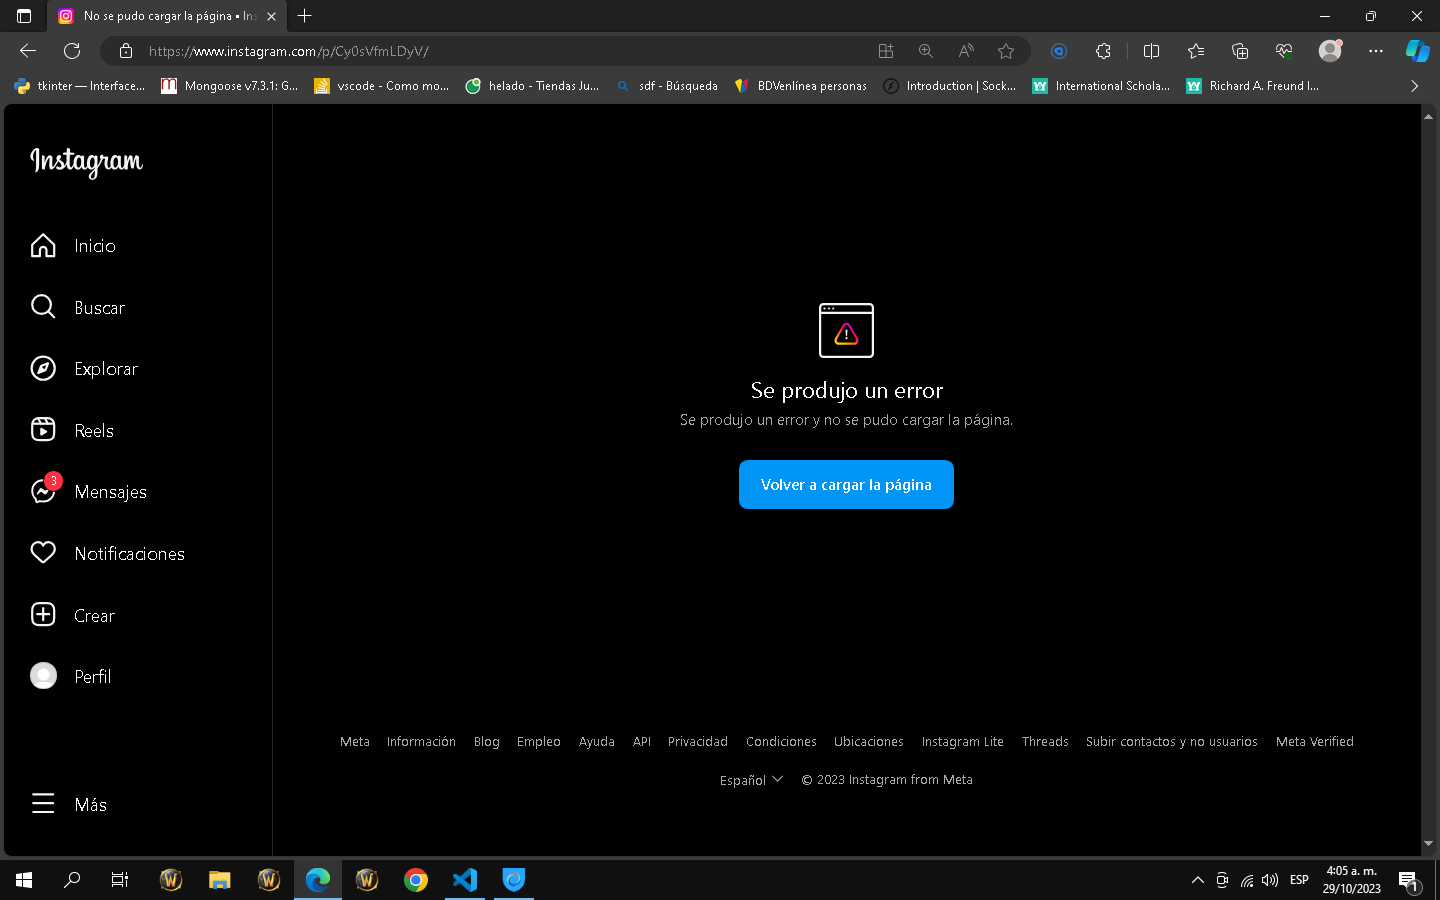 No se pudo cargar la página • Ins
https://www.instagram.com/p/Cy0sVfmLDyV/
tkinter — Interface...
Mongoose v7.3.1: G...
vscode - Como mo...
helado - Tiendas Ju...
sdf - Búsqueda
BDVenlínea personas
Introduction | Sock...
International Schola...
Richard A. Freund I...
Instagram
Inicio
Buscar
Explorar
Reels
3
Mensajes
Notificaciones
Crear
Perfil
Más
Se produjo un error
Se produjo un error y no se pudo cargar la página.
Volver a cargar la página
Meta Información Blog Empleo Ayuda API Privacidad Condiciones Ubicaciones Instagram Lite Threads Subir contactos y no usuarios Meta Verified
Español © 2023 Instagram from Meta
ESP
4:05 a. m.
29/10/2023
1